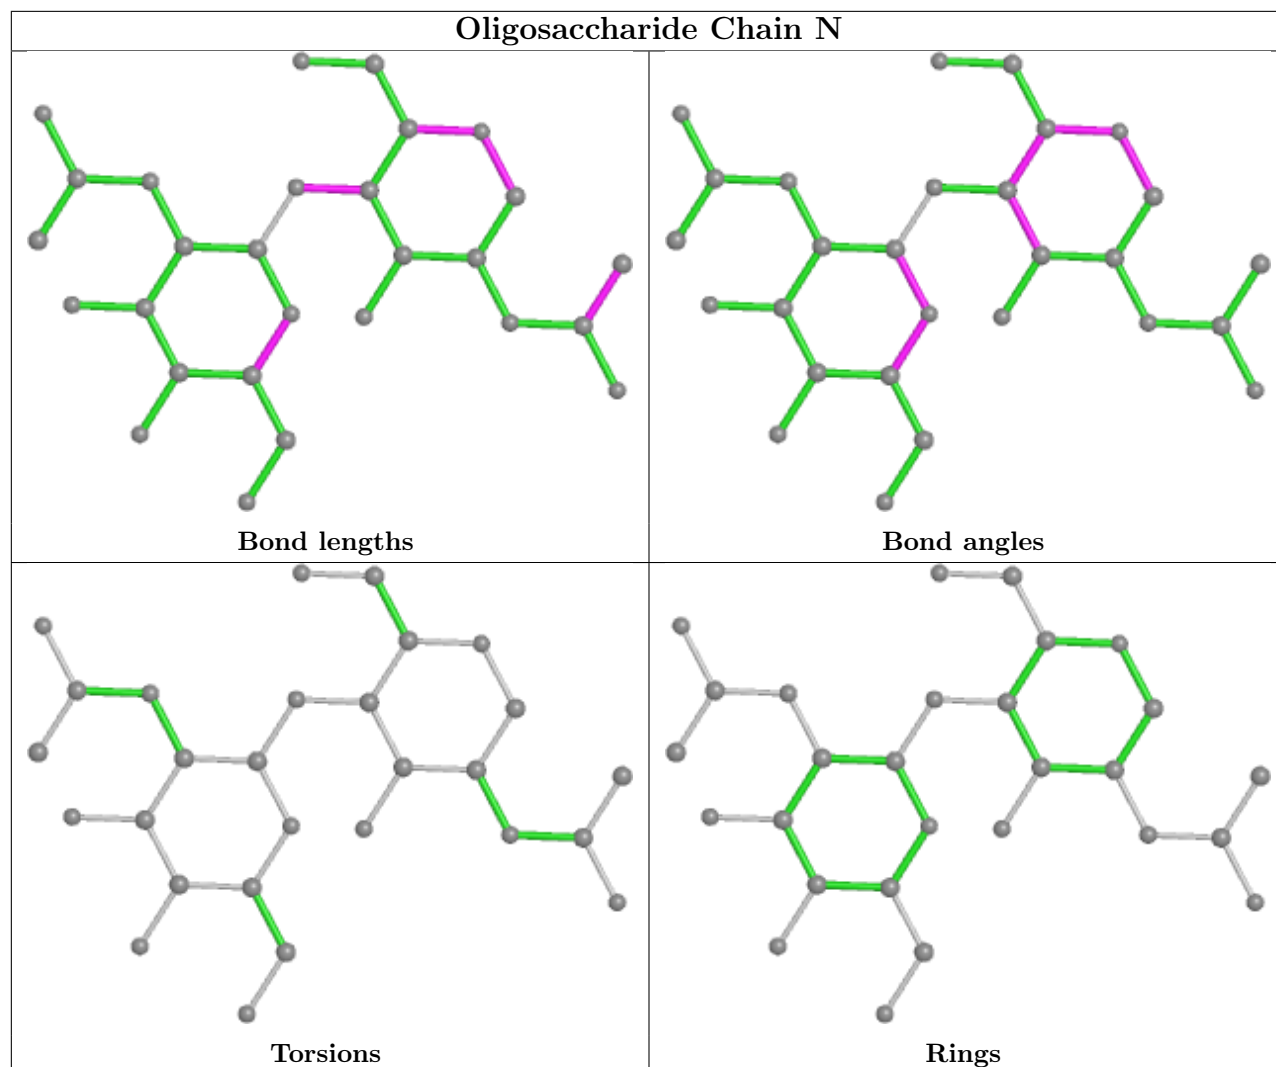 Oligosaccharide Chain N
Bond lengths
Bond angles
Torsions
Rings